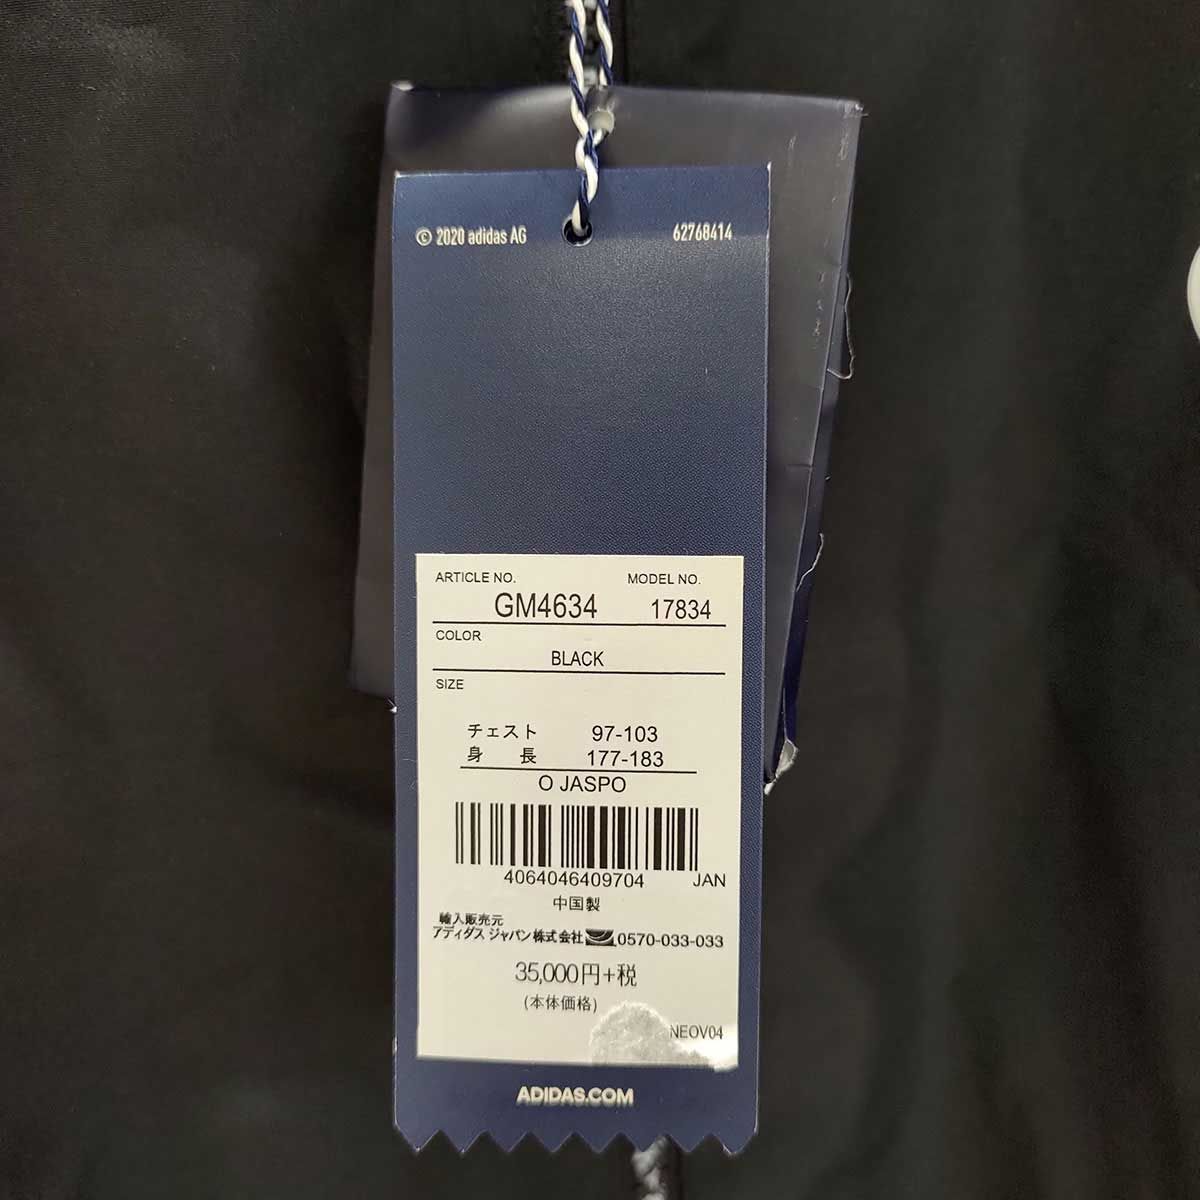 © 2020 adidas AG 62768414
ARTICLE NO. MODEL NO.
GM4634 17834
COLOR
BLACK
SIZE
チェスト 97-103
身 長 177-183
O JASPO
4064046409704 JAN
中国製
輸入販売元
アディダス ジャパン株式会社 0570-033-033
35,000円+税
(本体価格)
NEOV04
ADIDAS.COM